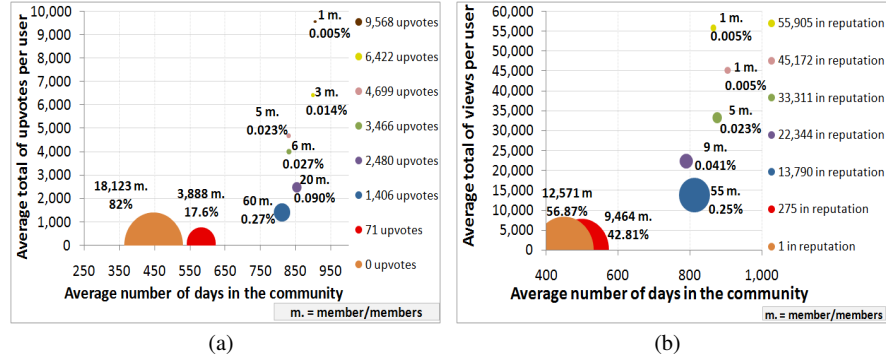 Average total of upvotes per user
10,000
9,000
8,000
7,000
6,000
5,000
4,000
3,000
2,000
1,000
0
250
350
450
550
650
750
850
950
Average number of days in the community
m. = member/members
18,123 m.
82%
3,888 m.
17.6%
60 m.
0.27%
20 m.
0.090%
6 m.
0.027%
5 m.
0.023%
3 m.
0.014%
1 m.
0.005%
9,568 upvotes
6,422 upvotes
4,699 upvotes
3,466 upvotes
2,480 upvotes
1,406 upvotes
71 upvotes
0 upvotes
(a)
Average total of views per user
60,000
55,000
50,000
45,000
40,000
35,000
30,000
25,000
20,000
15,000
10,000
5,000
0
400
600
800
1,000
Average number of days in the community
m. = member/members
12,571 m
56.87%
9,464 m.
42.81%
55 m.
0.25%
9 m.
0.041%
5 m.
0.023%
1 m.
0.005%
1 m.
0.005%
55,905 in reputation
45,172 in reputation
33,311 in reputation
22,344 in reputation
13,790 in reputation
275 in reputation
1 in reputation
(b)